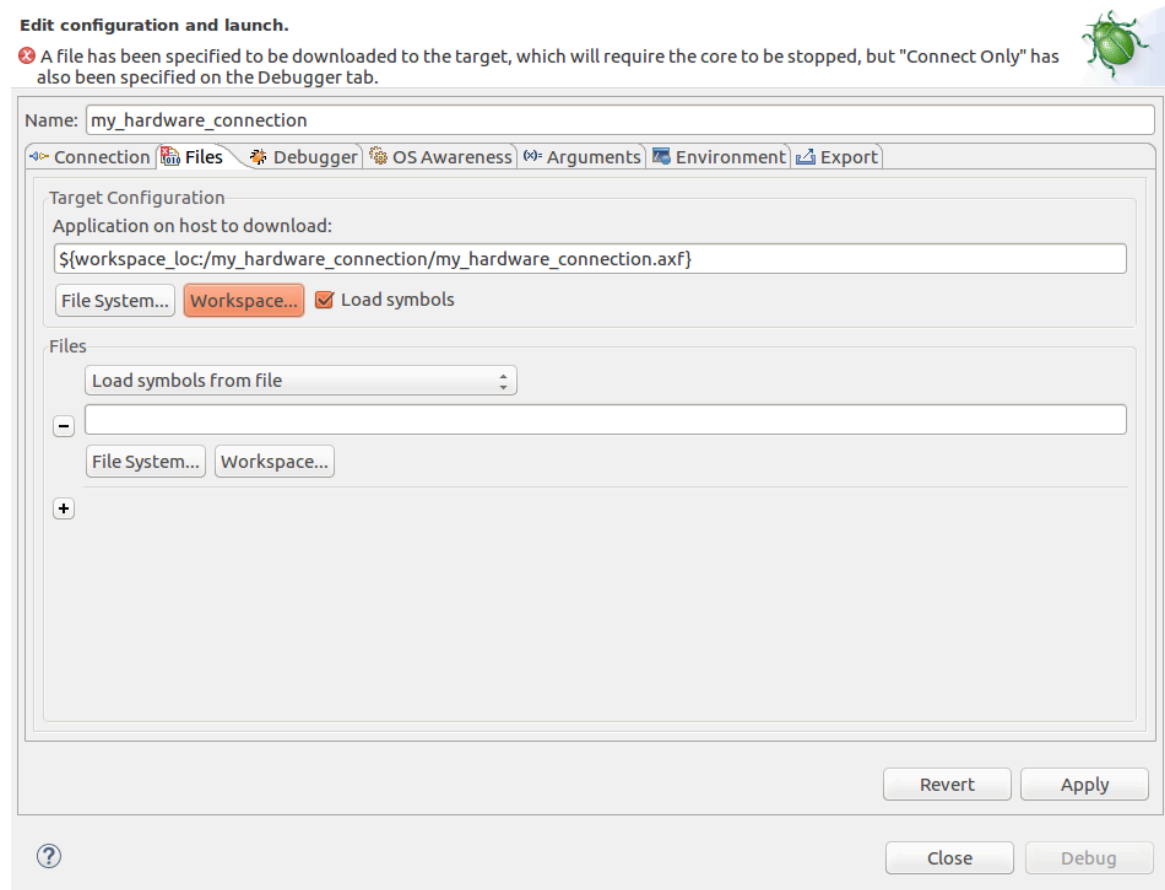 Edit configuration and launch.
A file has been specified to be downloaded to the target, which will require the core to be stopped, but "Connect Only" has
also been specified on the Debugger tab.
Name: my_hardware_connection
Connection Files Debugger OS Awareness (x)= Arguments Environment Export
Target Configuration
Application on host to download:
${workspace_loc:/my_hardware_connection/my_hardware_connection.axf}
File System... Workspace... Load symbols
Files
Load symbols from file
File System... Workspace...
Revert Apply
Close Debug